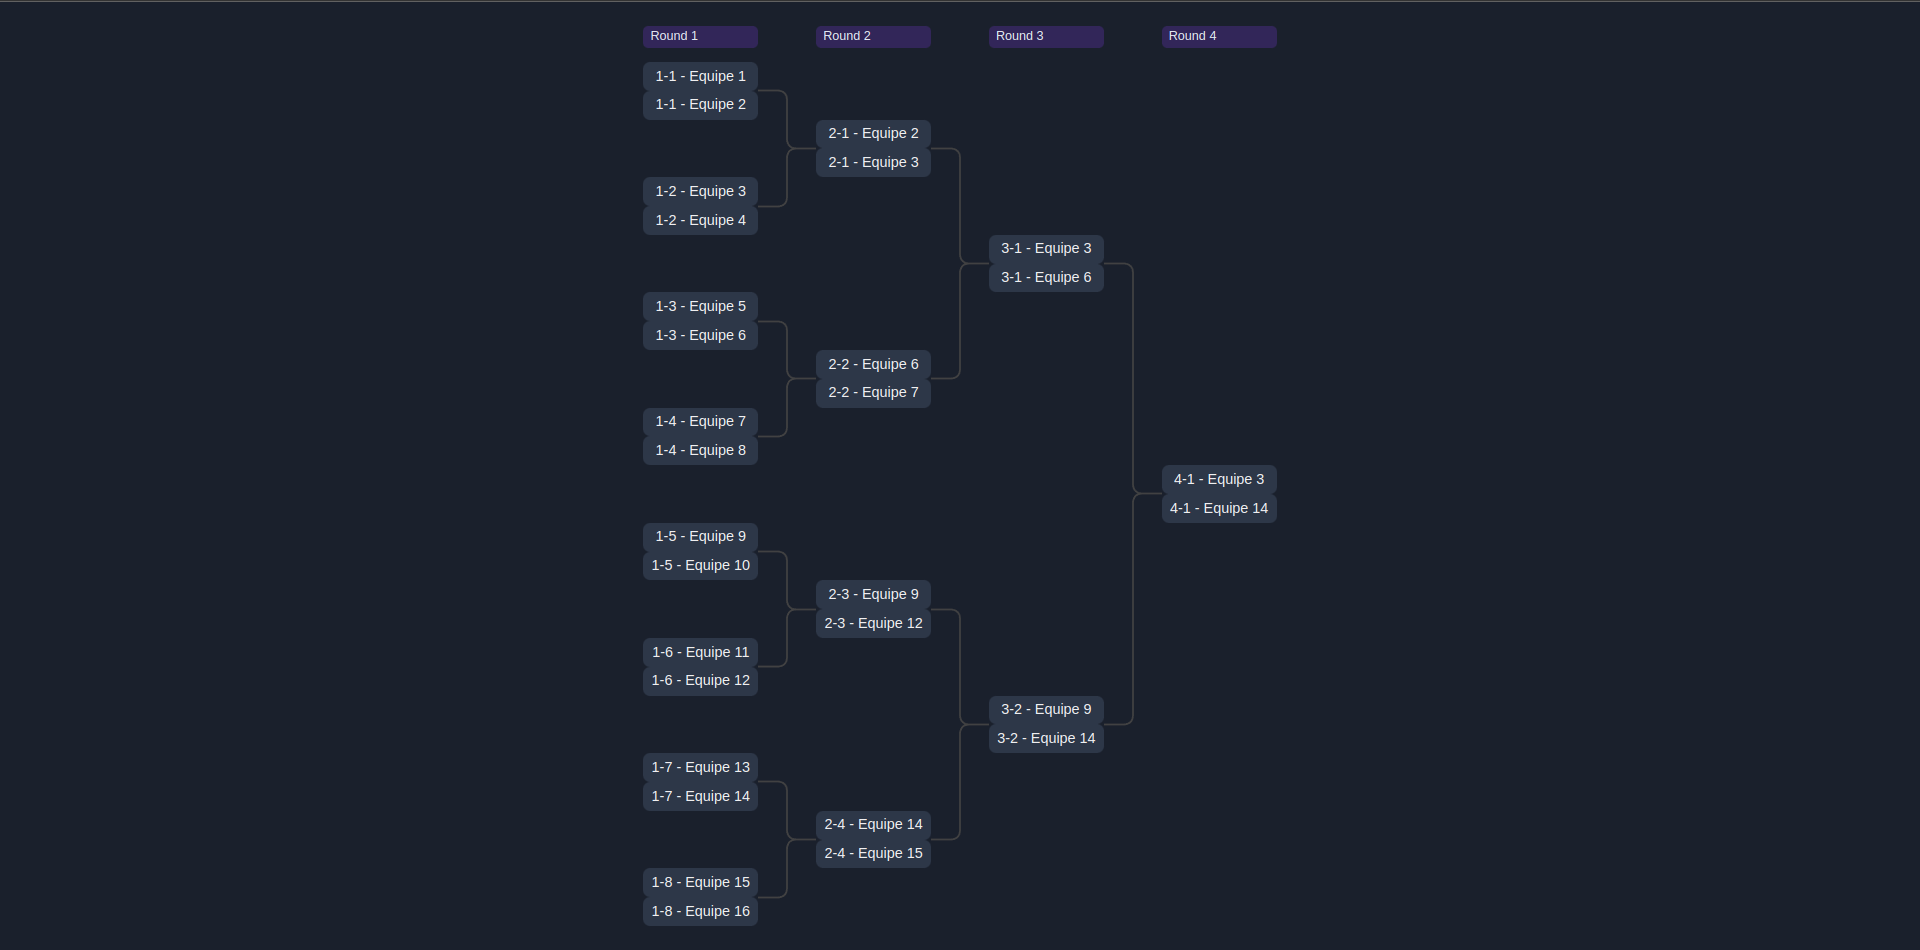 Round 1
Round 2
Round 3
Round 4
1-1 - Equipe 1
1-1 - Equipe 2
1-2 - Equipe 3
1-2 - Equipe 4
1-3 - Equipe 5
1-3 - Equipe 6
1-4 - Equipe 7
1-4 - Equipe 8
1-5 - Equipe 9
1-5 - Equipe 10
1-6 - Equipe 11
1-6 - Equipe 12
1-7 - Equipe 13
1-7 - Equipe 14
1-8 - Equipe 15
1-8 - Equipe 16
2-1 - Equipe 2
2-1 - Equipe 3
2-2 - Equipe 6
2-2 - Equipe 7
2-3 - Equipe 9
2-3 - Equipe 12
2-4 - Equipe 14
2-4 - Equipe 15
3-1 - Equipe 3
3-1 - Equipe 6
3-2 - Equipe 9
3-2 - Equipe 14
4-1 - Equipe 3
4-1 - Equipe 14